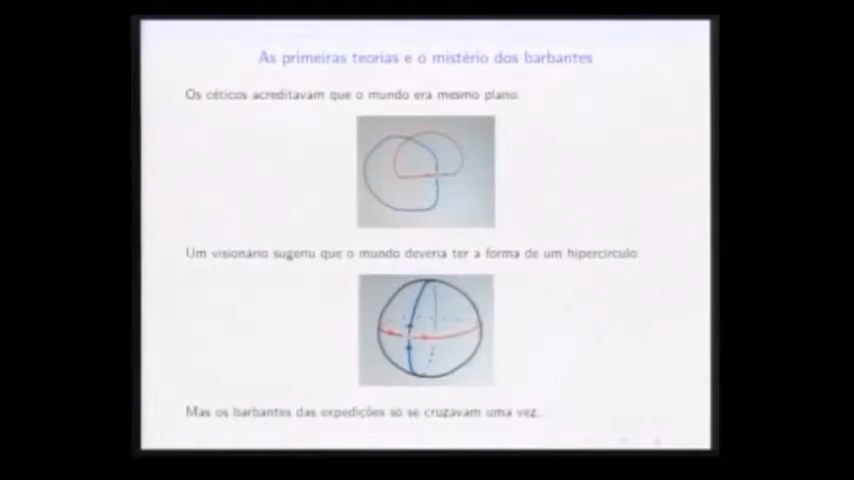 As primeiras teorias e o mistério dos barbantes
Os céticos acreditavam que o mundo era mesmo plano:
Um visionário sugeriu que o mundo deveria ter a forma de um hipercírculo:
Mas os barbantes das expedições só se cruzavam uma vez...